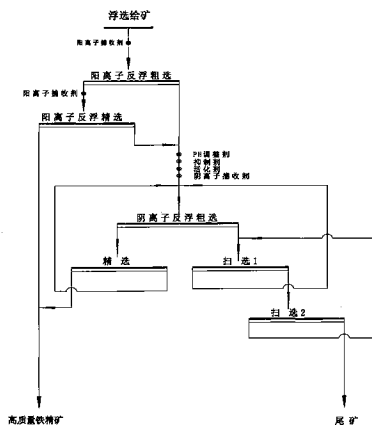 浮选给矿
阳离子捕收剂
阳离子反浮粗选
阳离子捕收剂
阳离子反浮精选
PH调整剂
抑制剂
活化剂
阴离子捕收剂
阴离子反浮粗选
精 选
扫 选 1
扫 选2
高质量铁精矿
尾 矿